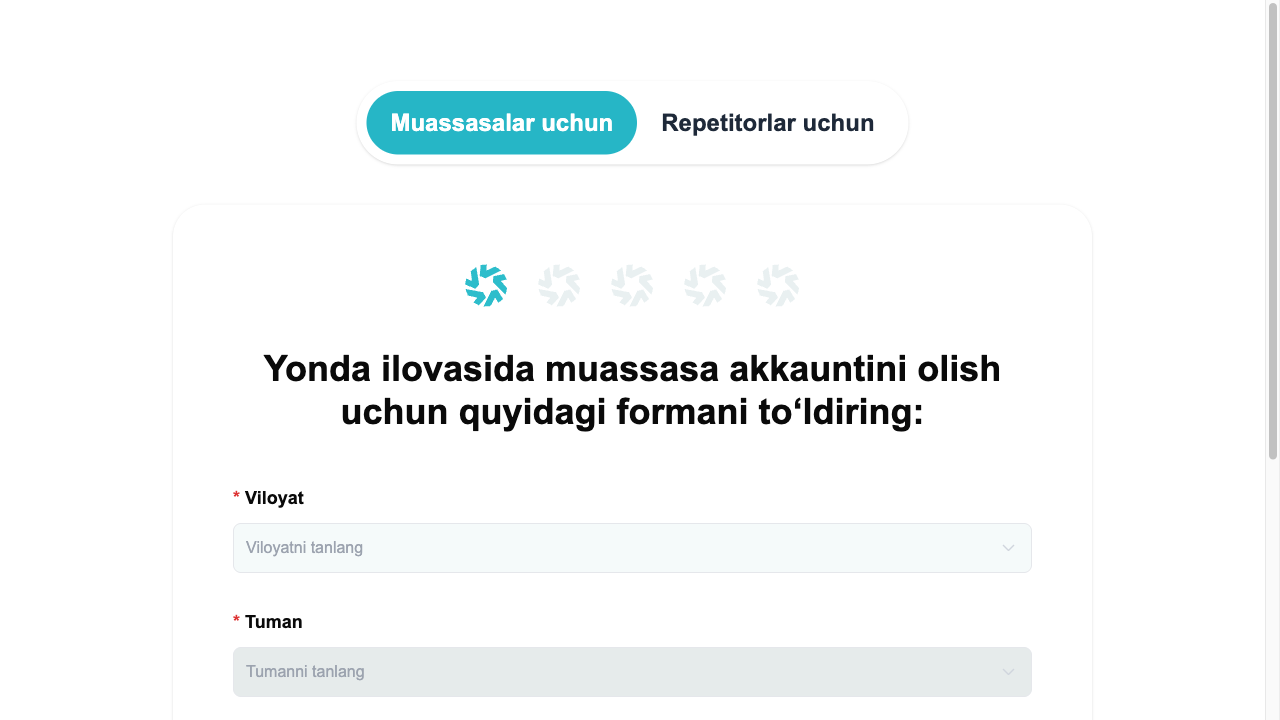 Muassasalar uchun
Repetitorlar uchun
Yonda ilovasida muassasa akkauntini olish
uchun quyidagi formani to‘ldiring:
* Viloyat
Viloyatni tanlang
* Tuman
Tumanni tanlang